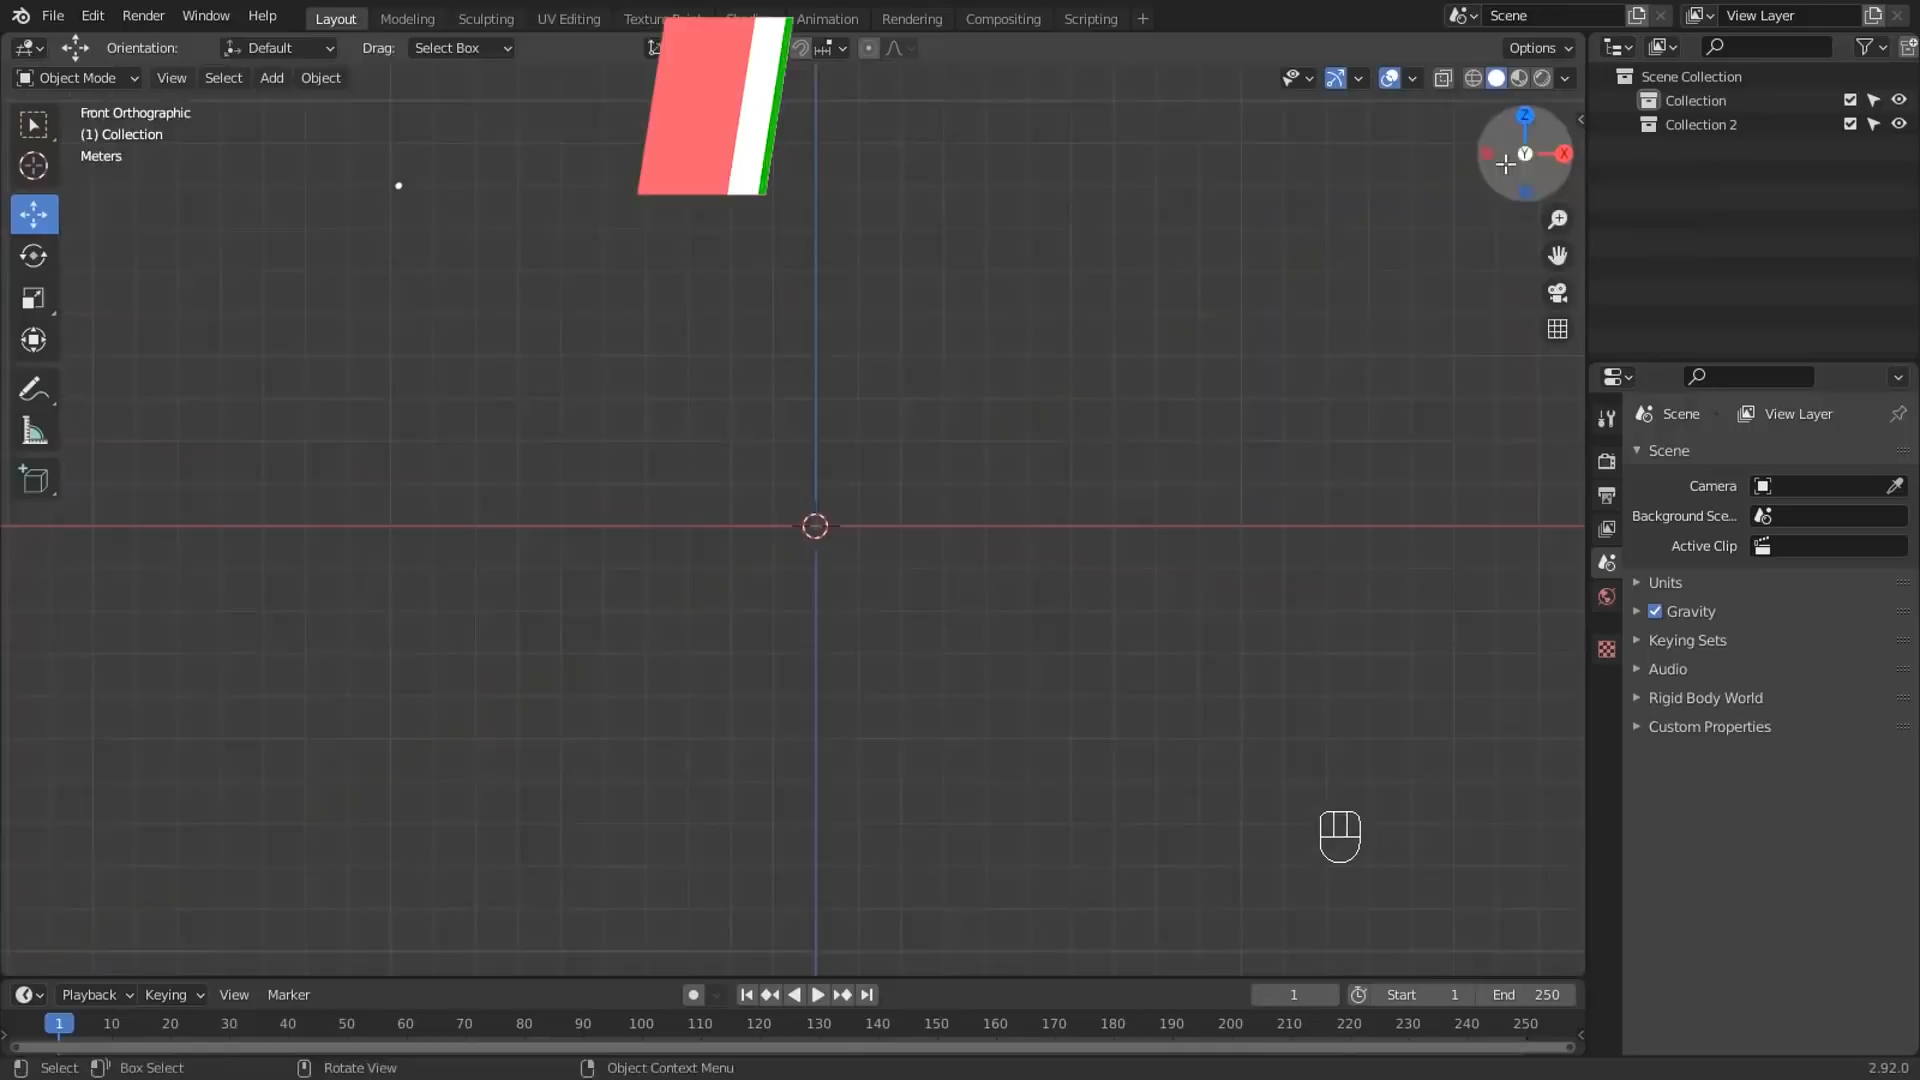 File Edit Render Window Help Layout Modeling Sculpting UV Editing Animation Rendering Compositing Scripting + Scene View Layer
Orientation: Default Drag: Select Box Options
Object Mode View Select Add Object
Front Orthographic
(1) Collection
Meters
Z
Y
X
Scene Collection
Collection
Collection 2
Scene View Layer
Scene
Camera
Background Sce...
Active Clip
Units
Gravity
Keying Sets
Audio
Rigid Body World
Custom Properties
Playback Keying View Marker 1 Start 1 End 250
1 10 20 30 40 50 60 70 80 90 100 110 120 130 140 150 160 170 180 190 200 210 220 230 240 250
Select Box Select Rotate View Object Context Menu 2.92.0